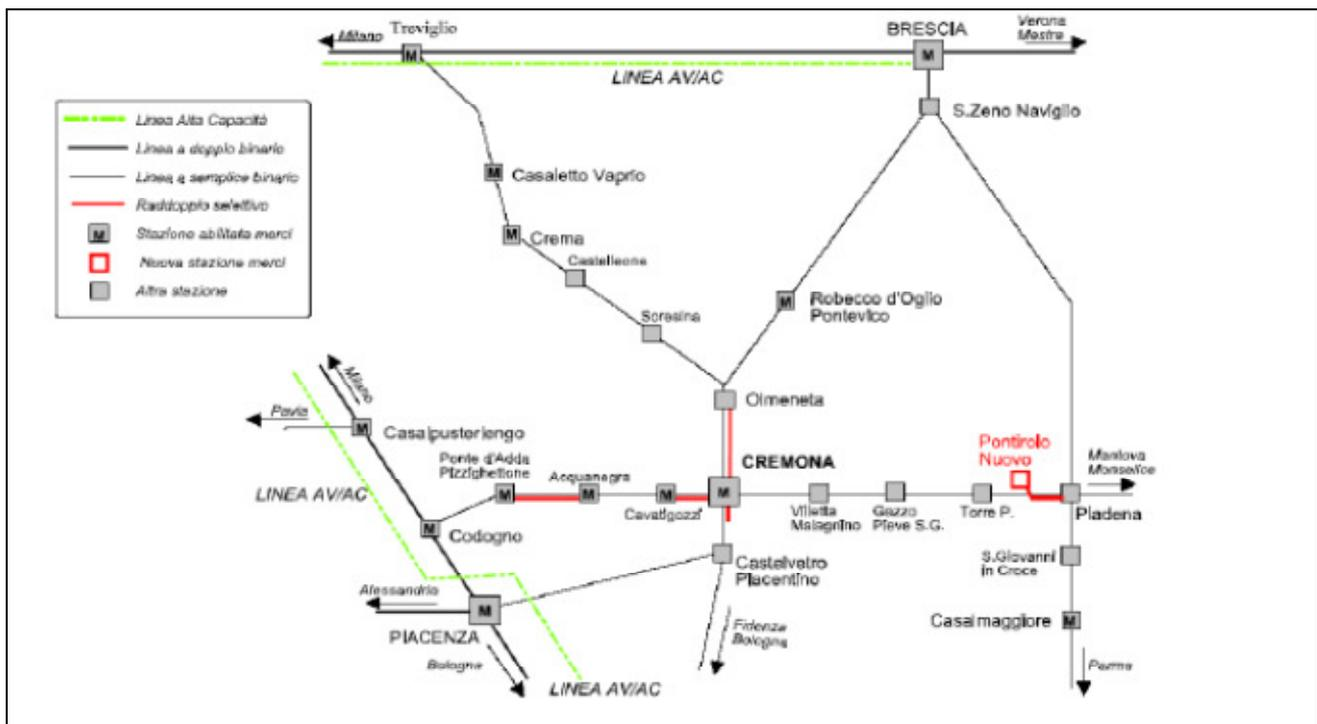 Treviglio
BRESCIA
Milano
Verona
Mestre
M
M
LINEA AV/AC
S.Zeno Naviglio
Linea Alta Capacità
Linea a doppio binario
Linea a semplice binario
Raddoppio selettivo
M
Stazione abilitata merci
Nuova stazione merci
Altra stazione
M
Casaletto Vaprio
M
Crema
Castelleone
Soresina
M
Robecco d'Oglio
Pontevico
Milano
Olmeneta
Pavia
M
Casalpusterlengo
CREMONA
Pontirolo
Nuovo
Mantova
Monselice
Ponte d'Adda
Pizzighettone
Acquanegra
M
M
M
M
LINEA AV/AC
Cavatigozzi
Villetta
Malagnino
Gazzo
Pieve S.G.
Torre P.
Piadena
M
Codogno
Castelvetro
Piacentino
S.Giovanni
in Croce
Alessandria
M
PIACENZA
Fidenza
Bologna
Casalmaggiore
M
Bologna
LINEA AV/AC
Parma